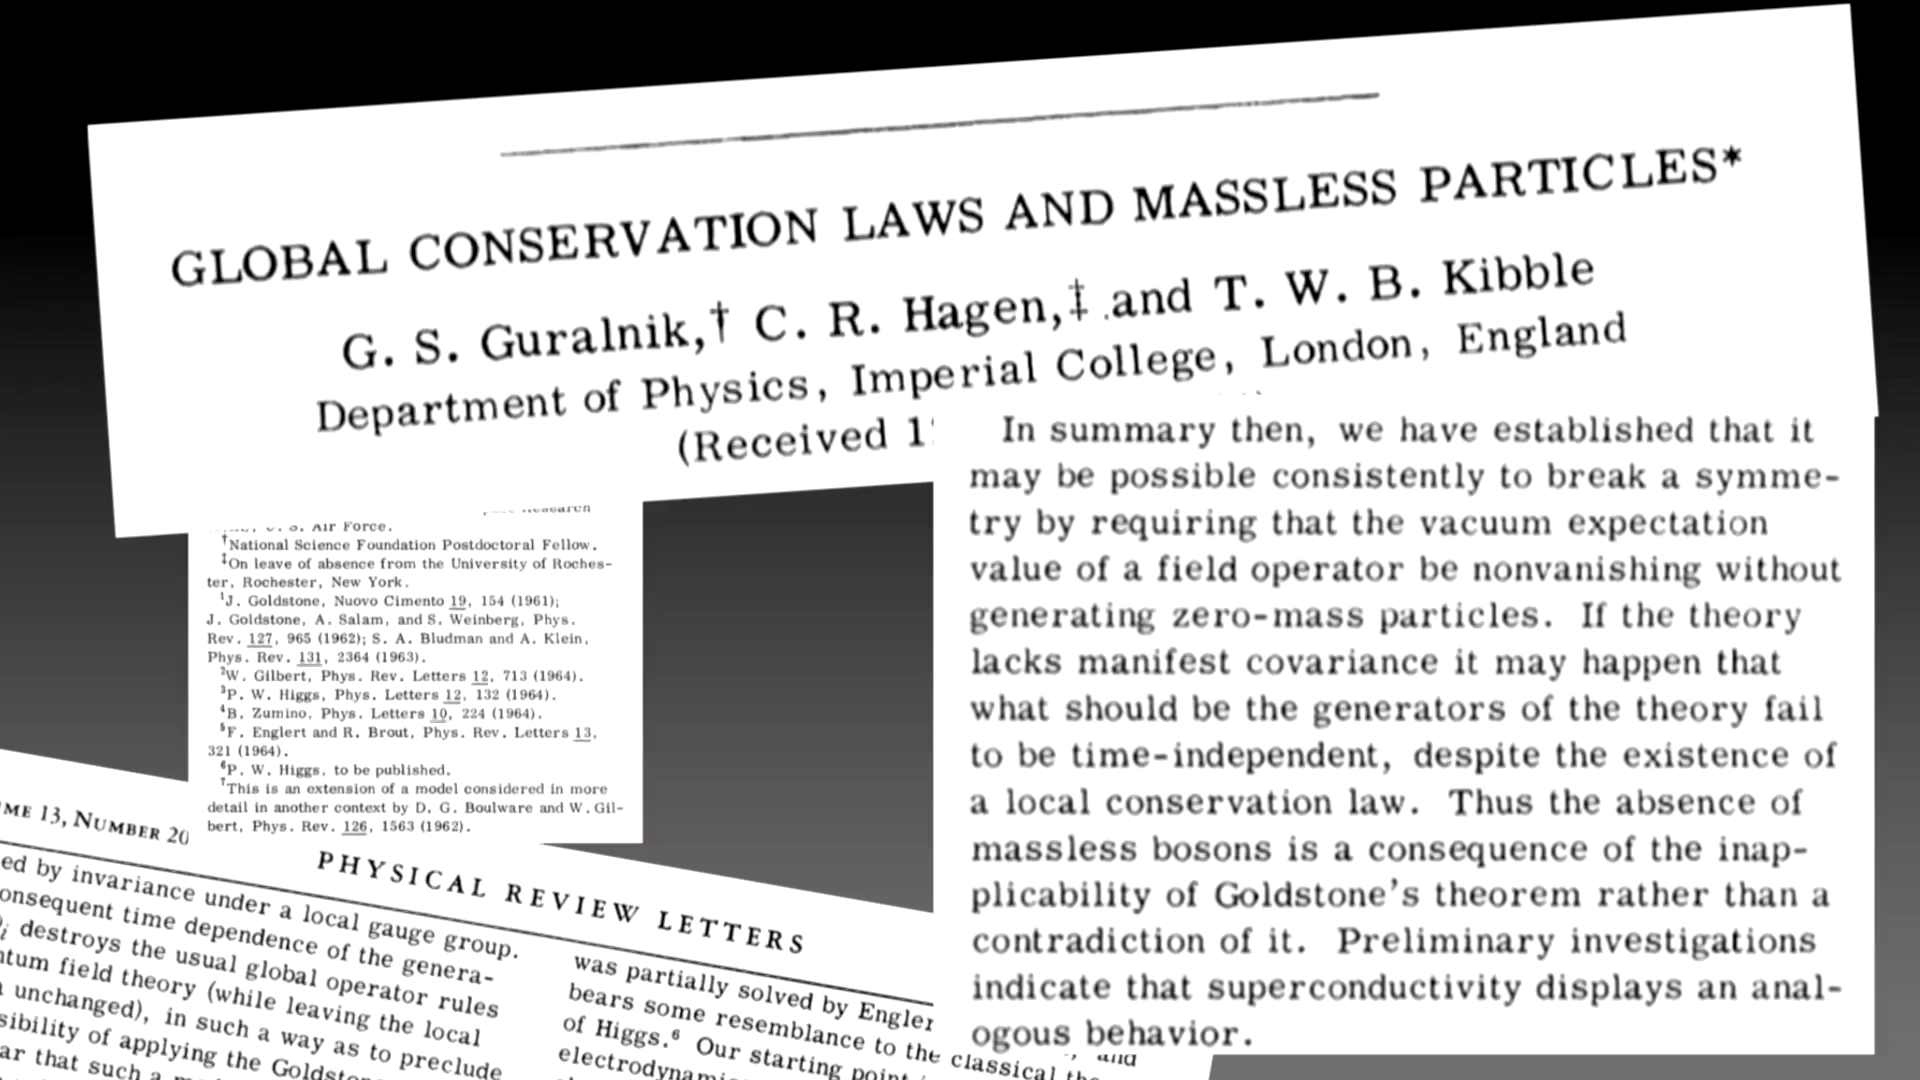 GLOBAL CONSERVATION LAWS AND MASSLESS PARTICLES*
G. S. Guralnik,† C. R. Hagen,‡ and T. W. B. Kibble
Department of Physics, Imperial College, London, England
(Received
In summary then, we have established that it
may be possible consistently to break a symme-
try by requiring that the vacuum expectation
value of a field operator be nonvanishing without
generating zero-mass particles. If the theory
lacks manifest covariance it may happen that
what should be the generators of the theory fail
to be time-independent, despite the existence of
a local conservation law. Thus the absence of
massless bosons is a consequence of the inap-
plicability of Goldstone's theorem rather than a
contradiction of it. Preliminary investigations
indicate that superconductivity displays an anal-
ogous behavior.
Research
Air Force.
†National Science Foundation Postdoctoral Fellow.
‡On leave of absence from the University of Roches-
ter, Rochester, New York.
¹J. Goldstone, Nuovo Cimento 19, 154 (1961);
J. Goldstone, A. Salam, and S. Weinberg, Phys.
Rev. 127, 965 (1962); S. A. Bludman and A. Klein,
Phys. Rev. 131, 2364 (1963).
²W. Gilbert, Phys. Rev. Letters 12, 713 (1964).
³P. W. Higgs, Phys. Letters 12, 132 (1964).
⁴B. Zumino, Phys. Letters 10, 224 (1964).
⁵F. Englert and R. Brout, Phys. Rev. Letters 13,
321 (1964).
⁶P. W. Higgs, to be published.
⁷This is an extension of a model considered in more
detail in another context by D. G. Boulware and W. Gil-
bert, Phys. Rev. 126, 1563 (1962).
ME 13, NUMBER 20
PHYSICAL REVIEW LETTERS
ed by invariance under a local gauge group.
onsequent time dependence of the genera-
destroys the usual global operator rules
ntum field theory (while leaving the local
unchanged), in such a way as to preclude
sibility of applying the Goldsto
ar that such a
was partially solved by Engler
bears some resemblance to the classical
of Higgs.⁶ Our starting point
electrodynami
and